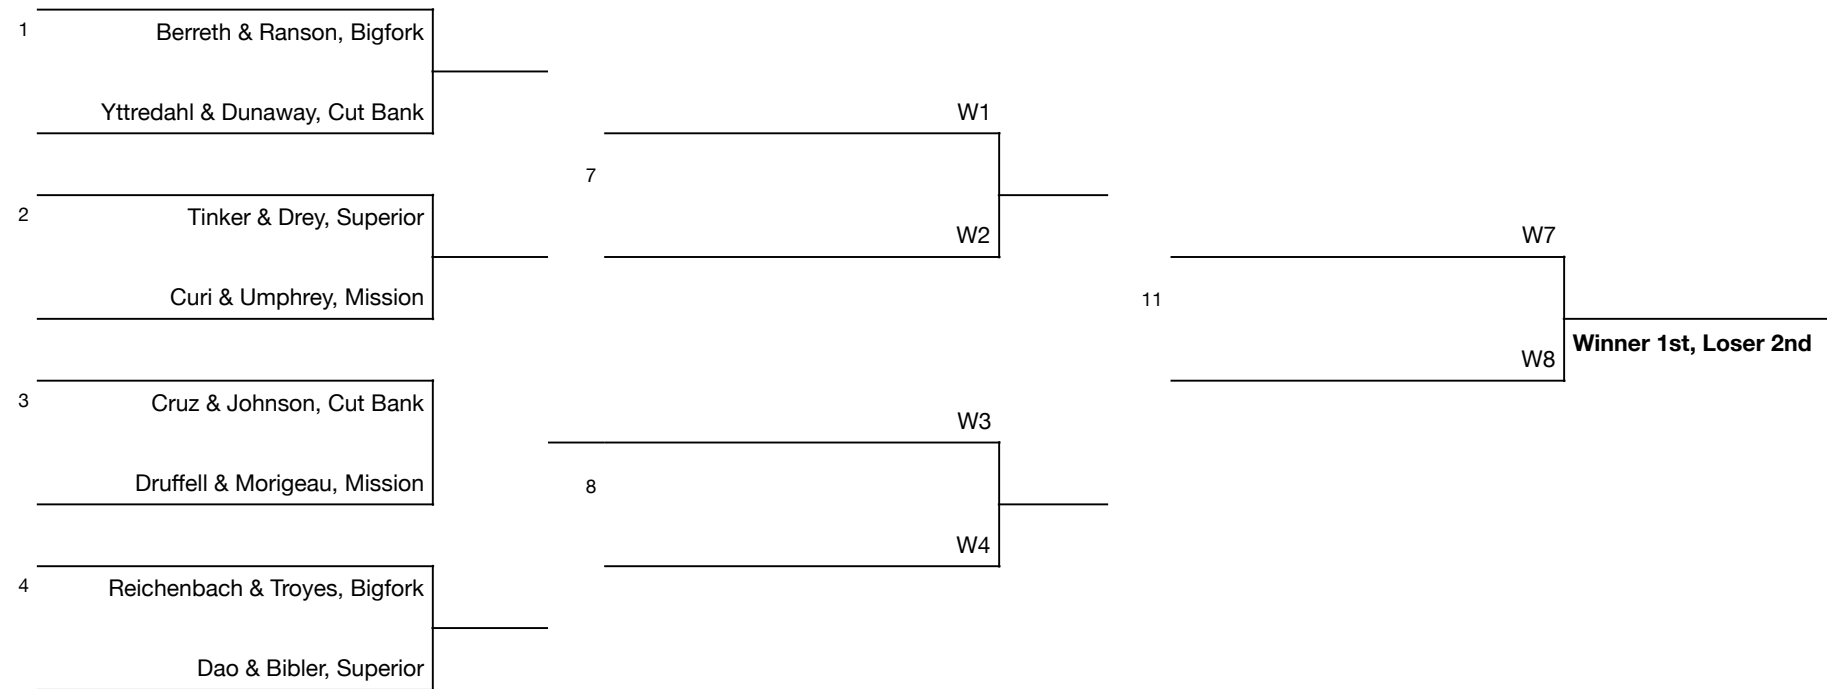 1
Berreth & Ranson, Bigfork
Yttredahl & Dunaway, Cut Bank
2
Tinker & Drey, Superior
Curi & Umphrey, Mission
3
Cruz & Johnson, Cut Bank
Druffell & Morigeau, Mission
4
Reichenbach & Troyes, Bigfork
Dao & Bibler, Superior
W1
7
W2
W3
8
W4
W7
11
W8
Winner 1st, Loser 2nd